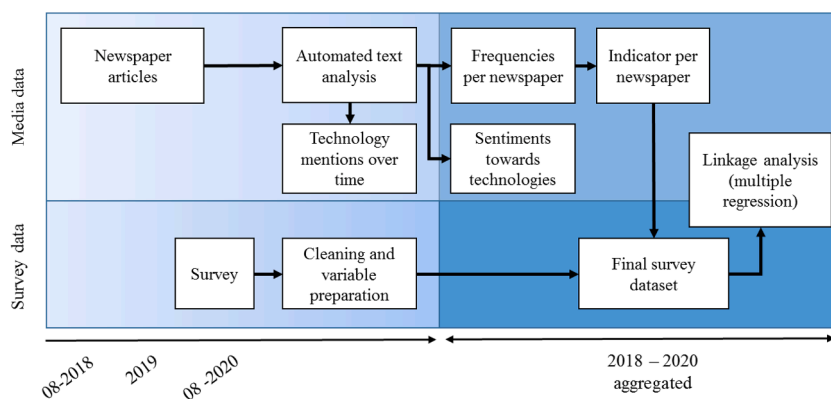 Media data
Newspaper
articles
Automated text
analysis
Frequencies
per newspaper
Indicator per
newspaper
Technology
mentions over
time
Sentiments
towards
technologies
Linkage analysis
(multiple
regression)
Survey data
Survey
Cleaning and
variable
preparation
Final survey
dataset
08-2018
2019
08 -2020
2018 – 2020
aggregated